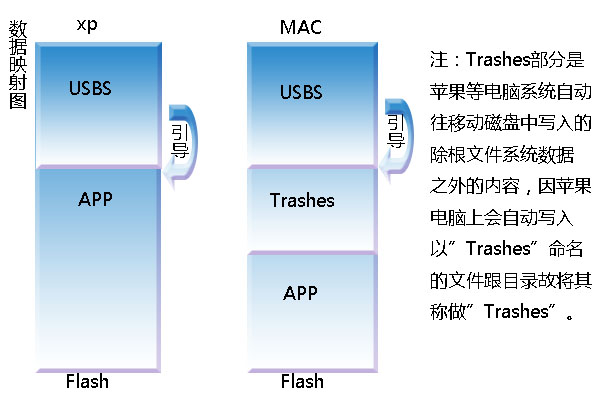 数据映射图
xp
USBS
引导
APP
Flash
MAC
USBS
引导
Trashes
APP
Flash
注：Trashes部分是
苹果等电脑系统自动
往移动磁盘中写入的
除根文件系统数据
之外的内容，因苹果
电脑上会自动写入
以”Trashes”命名
的文件跟目录故将其
称做”Trashes”。